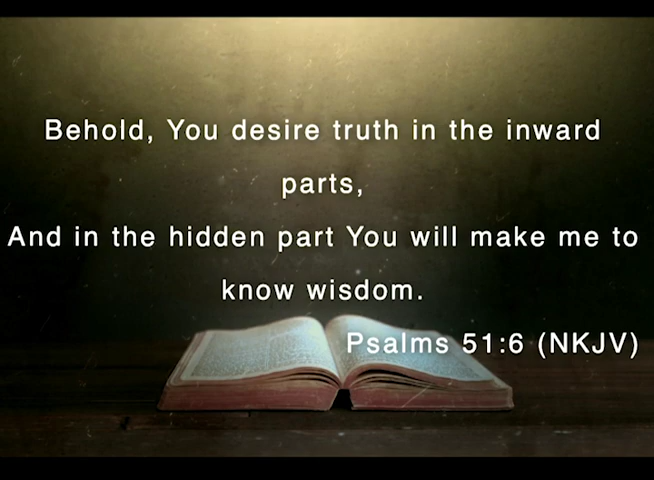 Behold, You desire truth in the inward
parts,
And in the hidden part You will make me to
know wisdom.
Psalms 51:6 (NKJV)